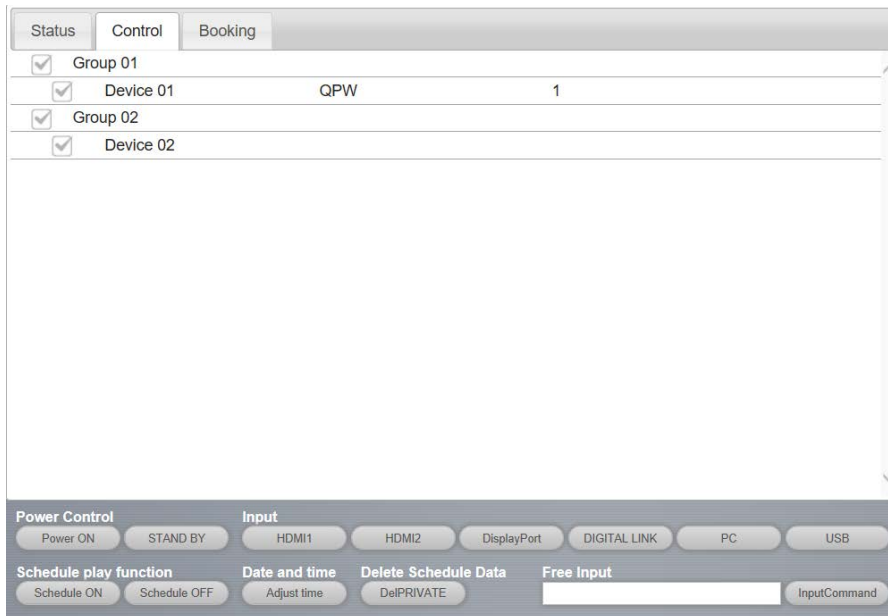 Status Control Booking
Group 01
Device 01 QPW 1
Group 02
Device 02
Power Control Input
Power ON STAND BY HDMI1 HDMI2 DisplayPort DIGITAL LINK PC USB
Schedule play function Date and time Delete Schedule Data Free Input
Schedule ON Schedule OFF Adjust time DelPRIVATE InputCommand